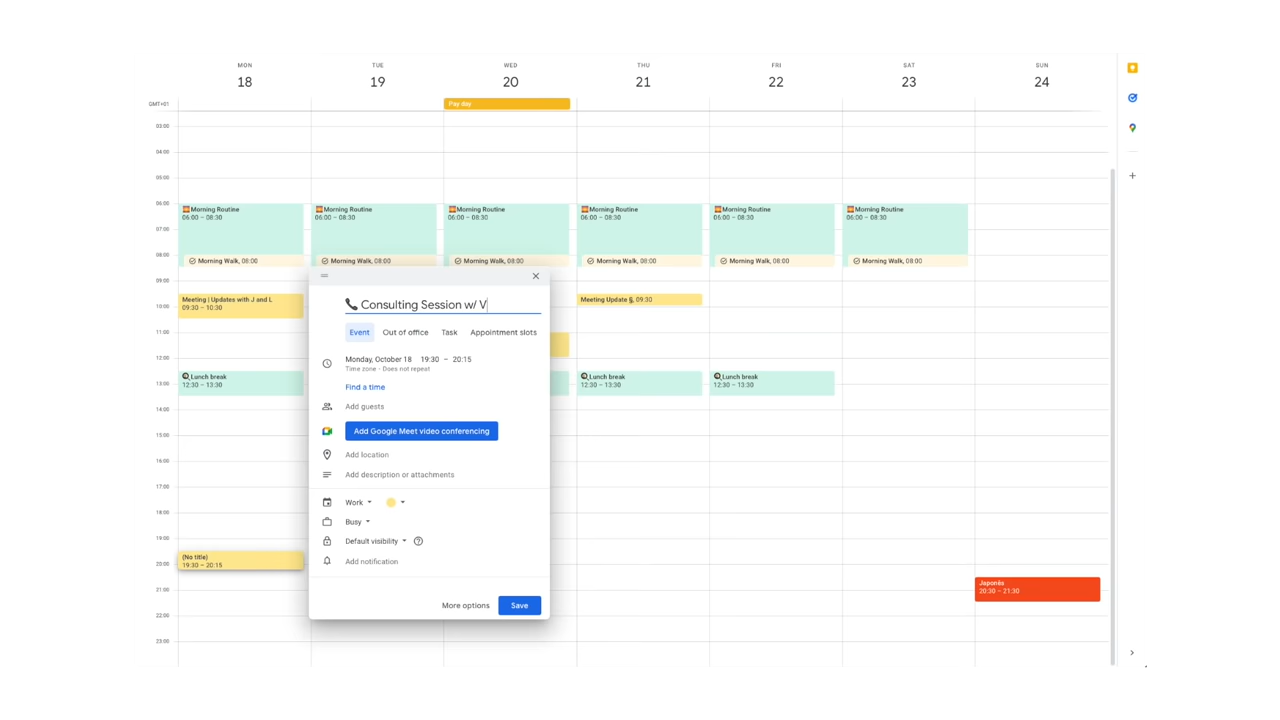 MON
TUE
WED
THU
FRI
SAT
SUN
18
19
20
21
22
23
24
GMT+01
Pay day
03:00
04:00
05:00
06:00
07:00
08:00
09:00
10:00
11:00
12:00
13:00
14:00
15:00
16:00
17:00
18:00
19:00
20:00
21:00
22:00
23:00
Morning Routine
06:00 – 08:30
Morning Walk, 08:00
Meeting | Updates with J and L
09:30 – 10:30
Lunch break
12:30 – 13:30
(No title)
19:30 – 20:15
Morning Routine
06:00 – 08:30
Morning Walk, 08:00
Morning Routine
06:00 – 08:30
Morning Walk, 08:00
Morning Routine
06:00 – 08:30
Morning Walk, 08:00
Meeting Update , 09:30
Lunch break
12:30 – 13:30
Morning Routine
06:00 – 08:30
Morning Walk, 08:00
Lunch break
12:30 – 13:30
Morning Routine
06:00 – 08:30
Morning Walk, 08:00
Japonés
20:30 – 21:30
Consulting Session w/ V
Event
Out of office
Task
Appointment slots
Monday, October 18 19:30 – 20:15
Time zone · Does not repeat
Find a time
Add guests
Add Google Meet video conferencing
Add location
Add description or attachments
Work
Busy
Default visibility
Add notification
More options
Save